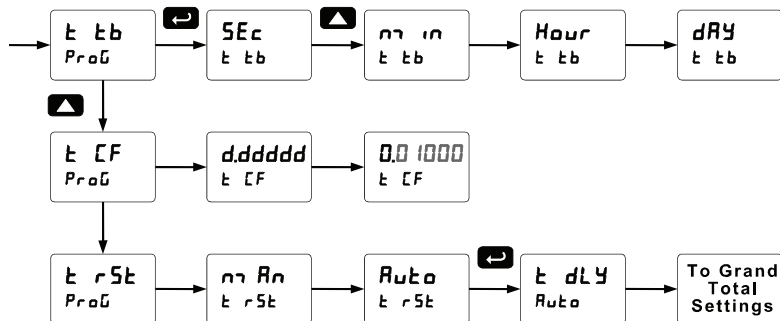 t tb
ProG
SEc
t tb
min
t tb
Hour
t tb
dAY
t tb
t CF
ProG
d.ddddd
t CF
0.01000
t CF
t rSt
ProG
mAn
t rSt
Auto
t rSt
t dLY
Auto
To Grand
Total
Settings